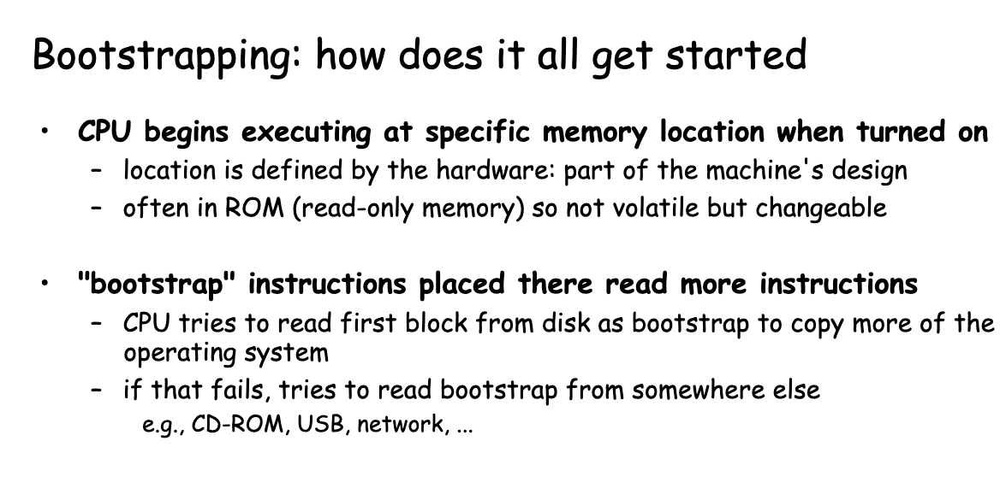 Bootstrapping: how does it all get started
• CPU begins executing at specific memory location when turned on
– location is defined by the hardware: part of the machine's design
– often in ROM (read-only memory) so not volatile but changeable
• "bootstrap" instructions placed there read more instructions
– CPU tries to read first block from disk as bootstrap to copy more of the
operating system
– if that fails, tries to read bootstrap from somewhere else
e.g., CD-ROM, USB, network, ...